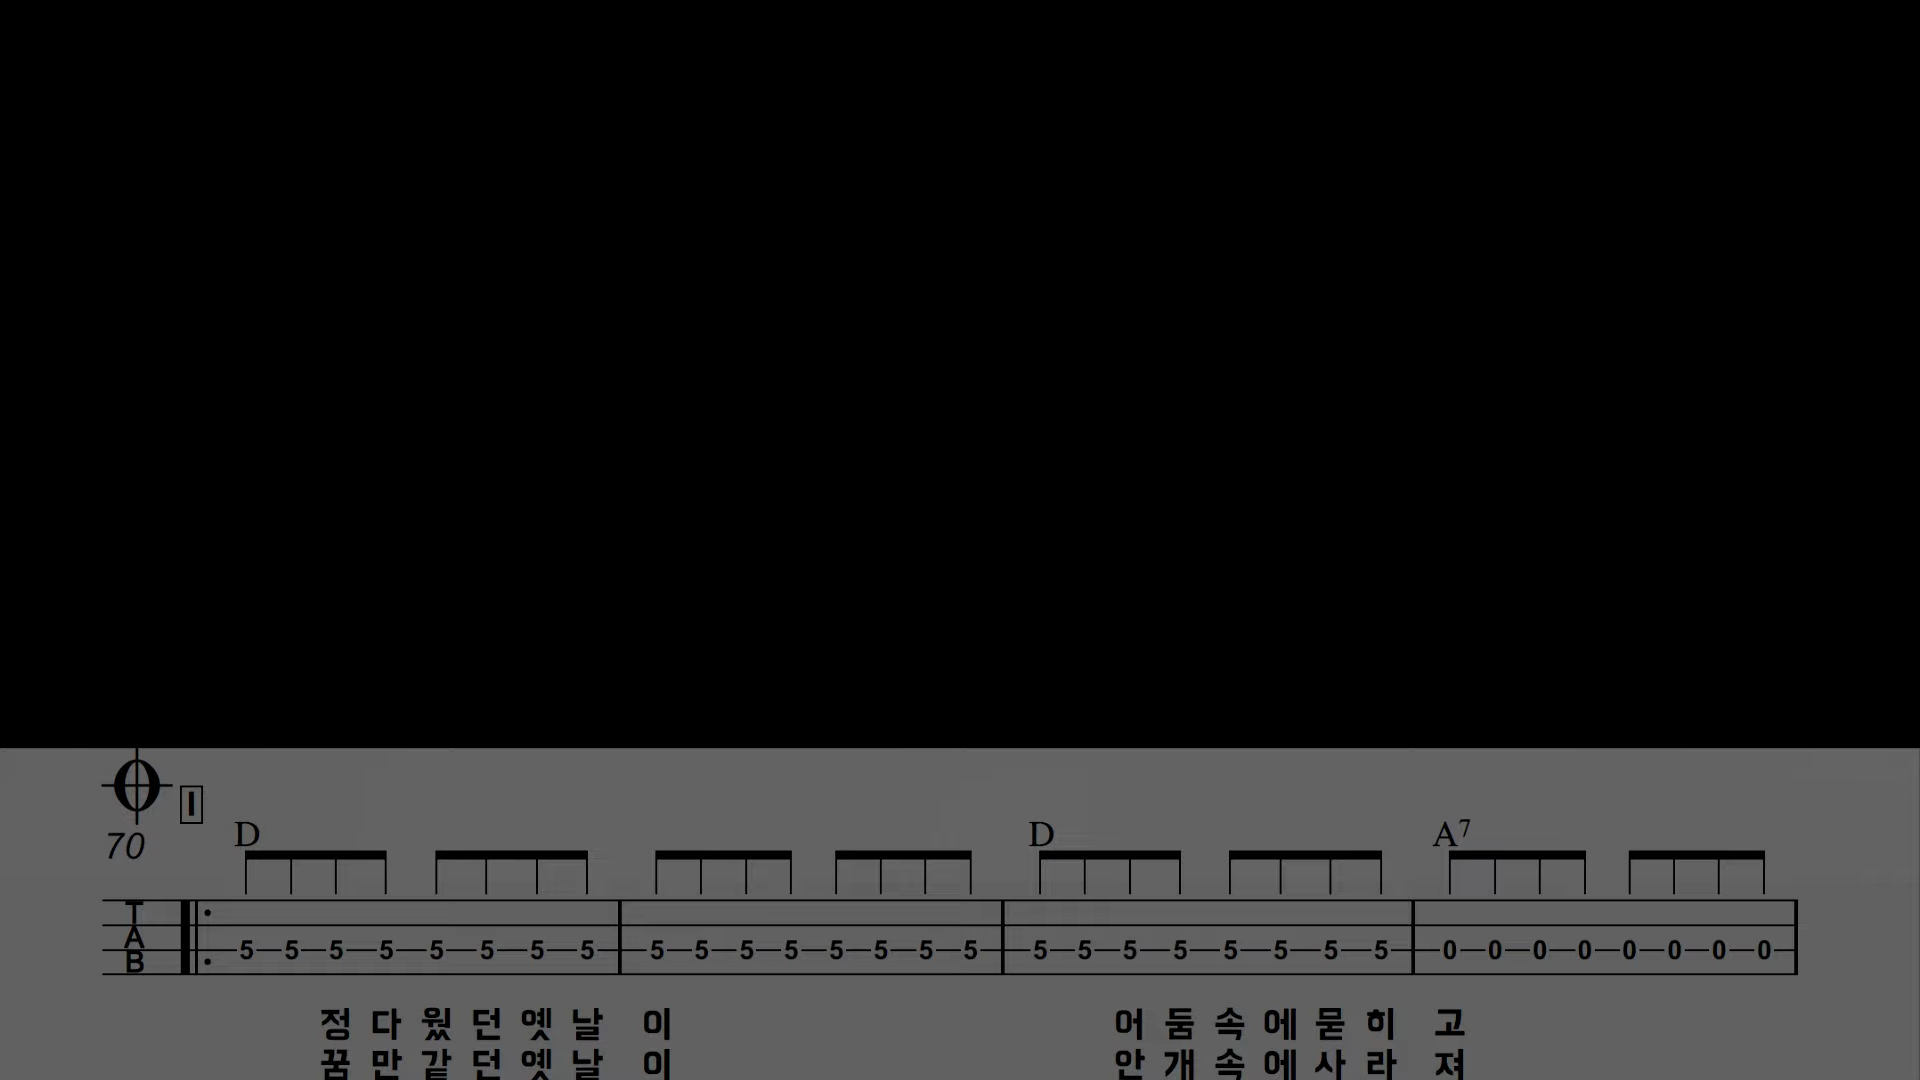 I
70 D D A7
T
A
B
5 5 5 5 5 5 5 5 5 5 5 5 5 5 5 5 5 5 5 5 5 5 5 5 0 0 0 0 0 0 0 0
정 다 웠 던 옛 날 이 어 둠 속 에 묻 히 고
꿈 만 같 던 옛 날 이 안 개 속 에 사 라 져